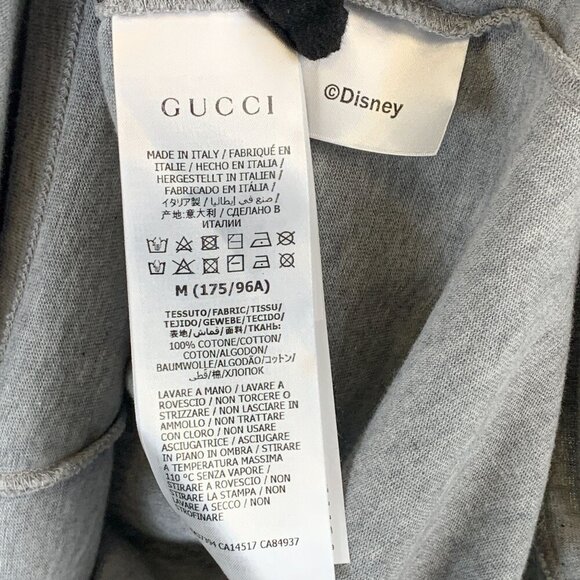 GUCCI
MADE IN ITALY / FABRIQUÉ EN
ITALIE / HECHO EN ITALIA /
HERGESTELLT IN ITALIEN /
FABRICADO EM ITÁLIA /
イタリア製 / صنع في إيطاليا /
产地:意大利 / СДЕЛАНО В
ИТАЛИИ
M (175/96A)
TESSUTO/FABRIC/TISSU/
TEJIDO/GEWEBE/TECIDO/
表地/قماش/面料/ТКАНЬ:
100% COTONE/COTTON/
COTON/ALGODON/
BAUMWOLLE/ALGODÃO/コットン/
قطن/棉/ХЛОПОК
LAVARE A MANO / LAVARE A
ROVESCIO / NON TORCERE O
STRIZZARE / NON LASCIARE IN
AMMOLLO / NON TRATTARE
CON CLORO / NON USARE
ASCIUGATRICE / ASCIUGARE
IN PIANO IN OMBRA / STIRARE
A TEMPERATURA MASSIMA
110 °C SENZA VAPORE /
STIRARE A ROVESCIO / NON
STIRARE LA STAMPA / NON
LAVARE A SECCO / NON
STROFINARE
CA14517 CA84937
©Disney